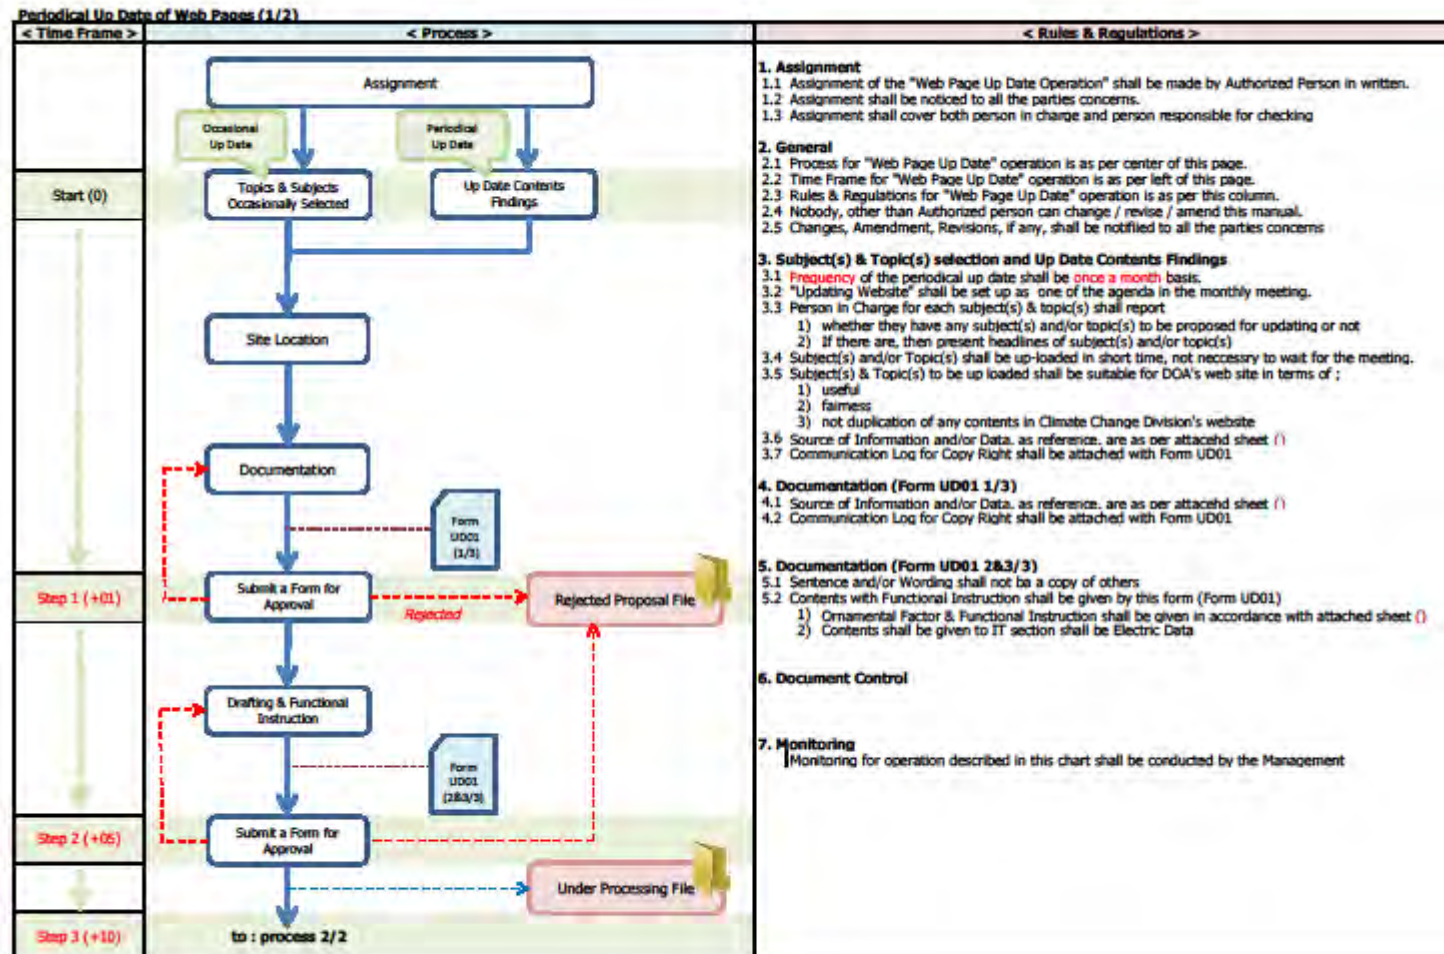 Periodical Up Date of Web Pages (1/2)
< Time Frame >
< Process >
< Rules & Regulations >
Assignment
Occasional
Up Date
Periodical
Up Date
Start (0)
Topics & Subjects
Occasionally Selected
Up Date Contents
Findings
Site Location
Documentation
Form
UD01
(1/3)
Step 1 (+01)
Submit a Form for
Approval
Rejected
Rejected Proposal File
Drafting & Functional
Instruction
Form
UD01
(2&3/3)
Step 2 (+05)
Submit a Form for
Approval
Under Processing File
Step 3 (+10)
to : process 2/2
1. Assignment
1.1 Assignment of the "Web Page Up Date Operation" shall be made by Authorized Person in written.
1.2 Assignment shall be noticed to all the parties concerns.
1.3 Assignment shall cover both person in charge and person responsible for checking
2. General
2.1 Process for "Web Page Up Date" operation is as per center of this page.
2.2 Time Frame for "Web Page Up Date" operation is as per left of this page.
2.3 Rules & Regulations for "Web Page Up Date" operation is as per this column.
2.4 Nobody, other than Authorized person can change / revise / amend this manual.
2.5 Changes, Amendment, Revisions, if any, shall be notifiied to all the parties concerns
3. Subject(s) & Topic(s) selection and Up Date Contents Findings
3.1 Frequency of the periodical up date shall be once a month basis.
3.2 "Updating Website" shall be set up as one of the agenda in the monthly meeting.
3.3 Person in Charge for each subject(s) & topic(s) shall report
1) whether they have any subject(s) and/or topic(s) to be proposed for updating or not
2) If there are, then present headlines of subject(s) and/or topic(s)
3.4 Subject(s) and/or Topic(s) shall be up-loaded in short time, not neccessry to wait for the meeting.
3.5 Subject(s) & Topic(s) to be up loaded shall be suitable for DOA's web site in terms of ;
1) useful
2) fairness
3) not duplication of any contents in Climate Change Division's website
3.6 Source of Information and/or Data, as reference, are as per attacehd sheet ()
3.7 Communication Log for Copy Right shall be attached with Form UD01
4. Documentation (Form UD01 1/3)
4.1 Source of Information and/or Data, as reference, are as per attacehd sheet ()
4.2 Communication Log for Copy Right shall be attached with Form UD01
5. Documentation (Form UD01 2&3/3)
5.1 Sentence and/or Wording shall not ba a copy of others
5.2 Contents with Functional Instruction shall be given by this form (Form UD01)
1) Ornamental Factor & Functional Instruction shall be given in accordance with attached sheet ()
2) Contents shall be given to IT section shall be Electric Data
6. Document Control
7. Monitoring
Monitoring for operation described in this chart shall be conducted by the Management